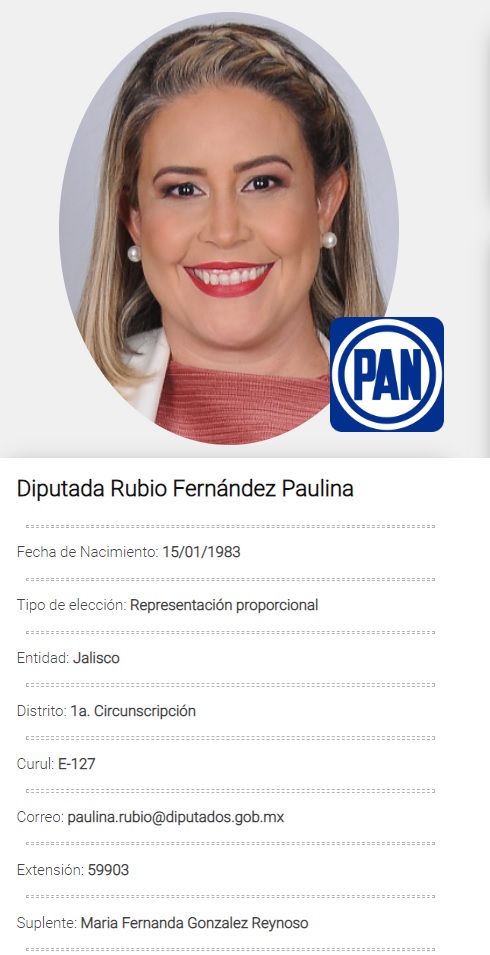 PAN
Diputada Rubio Fernández Paulina
Fecha de Nacimiento: 15/01/1983
Tipo de elección: Representación proporcional
Entidad: Jalisco
Distrito: 1a. Circunscripción
Curul: E-127
Correo: paulina.rubio@diputados.gob.mx
Extensión: 59903
Suplente: Maria Fernanda Gonzalez Reynoso